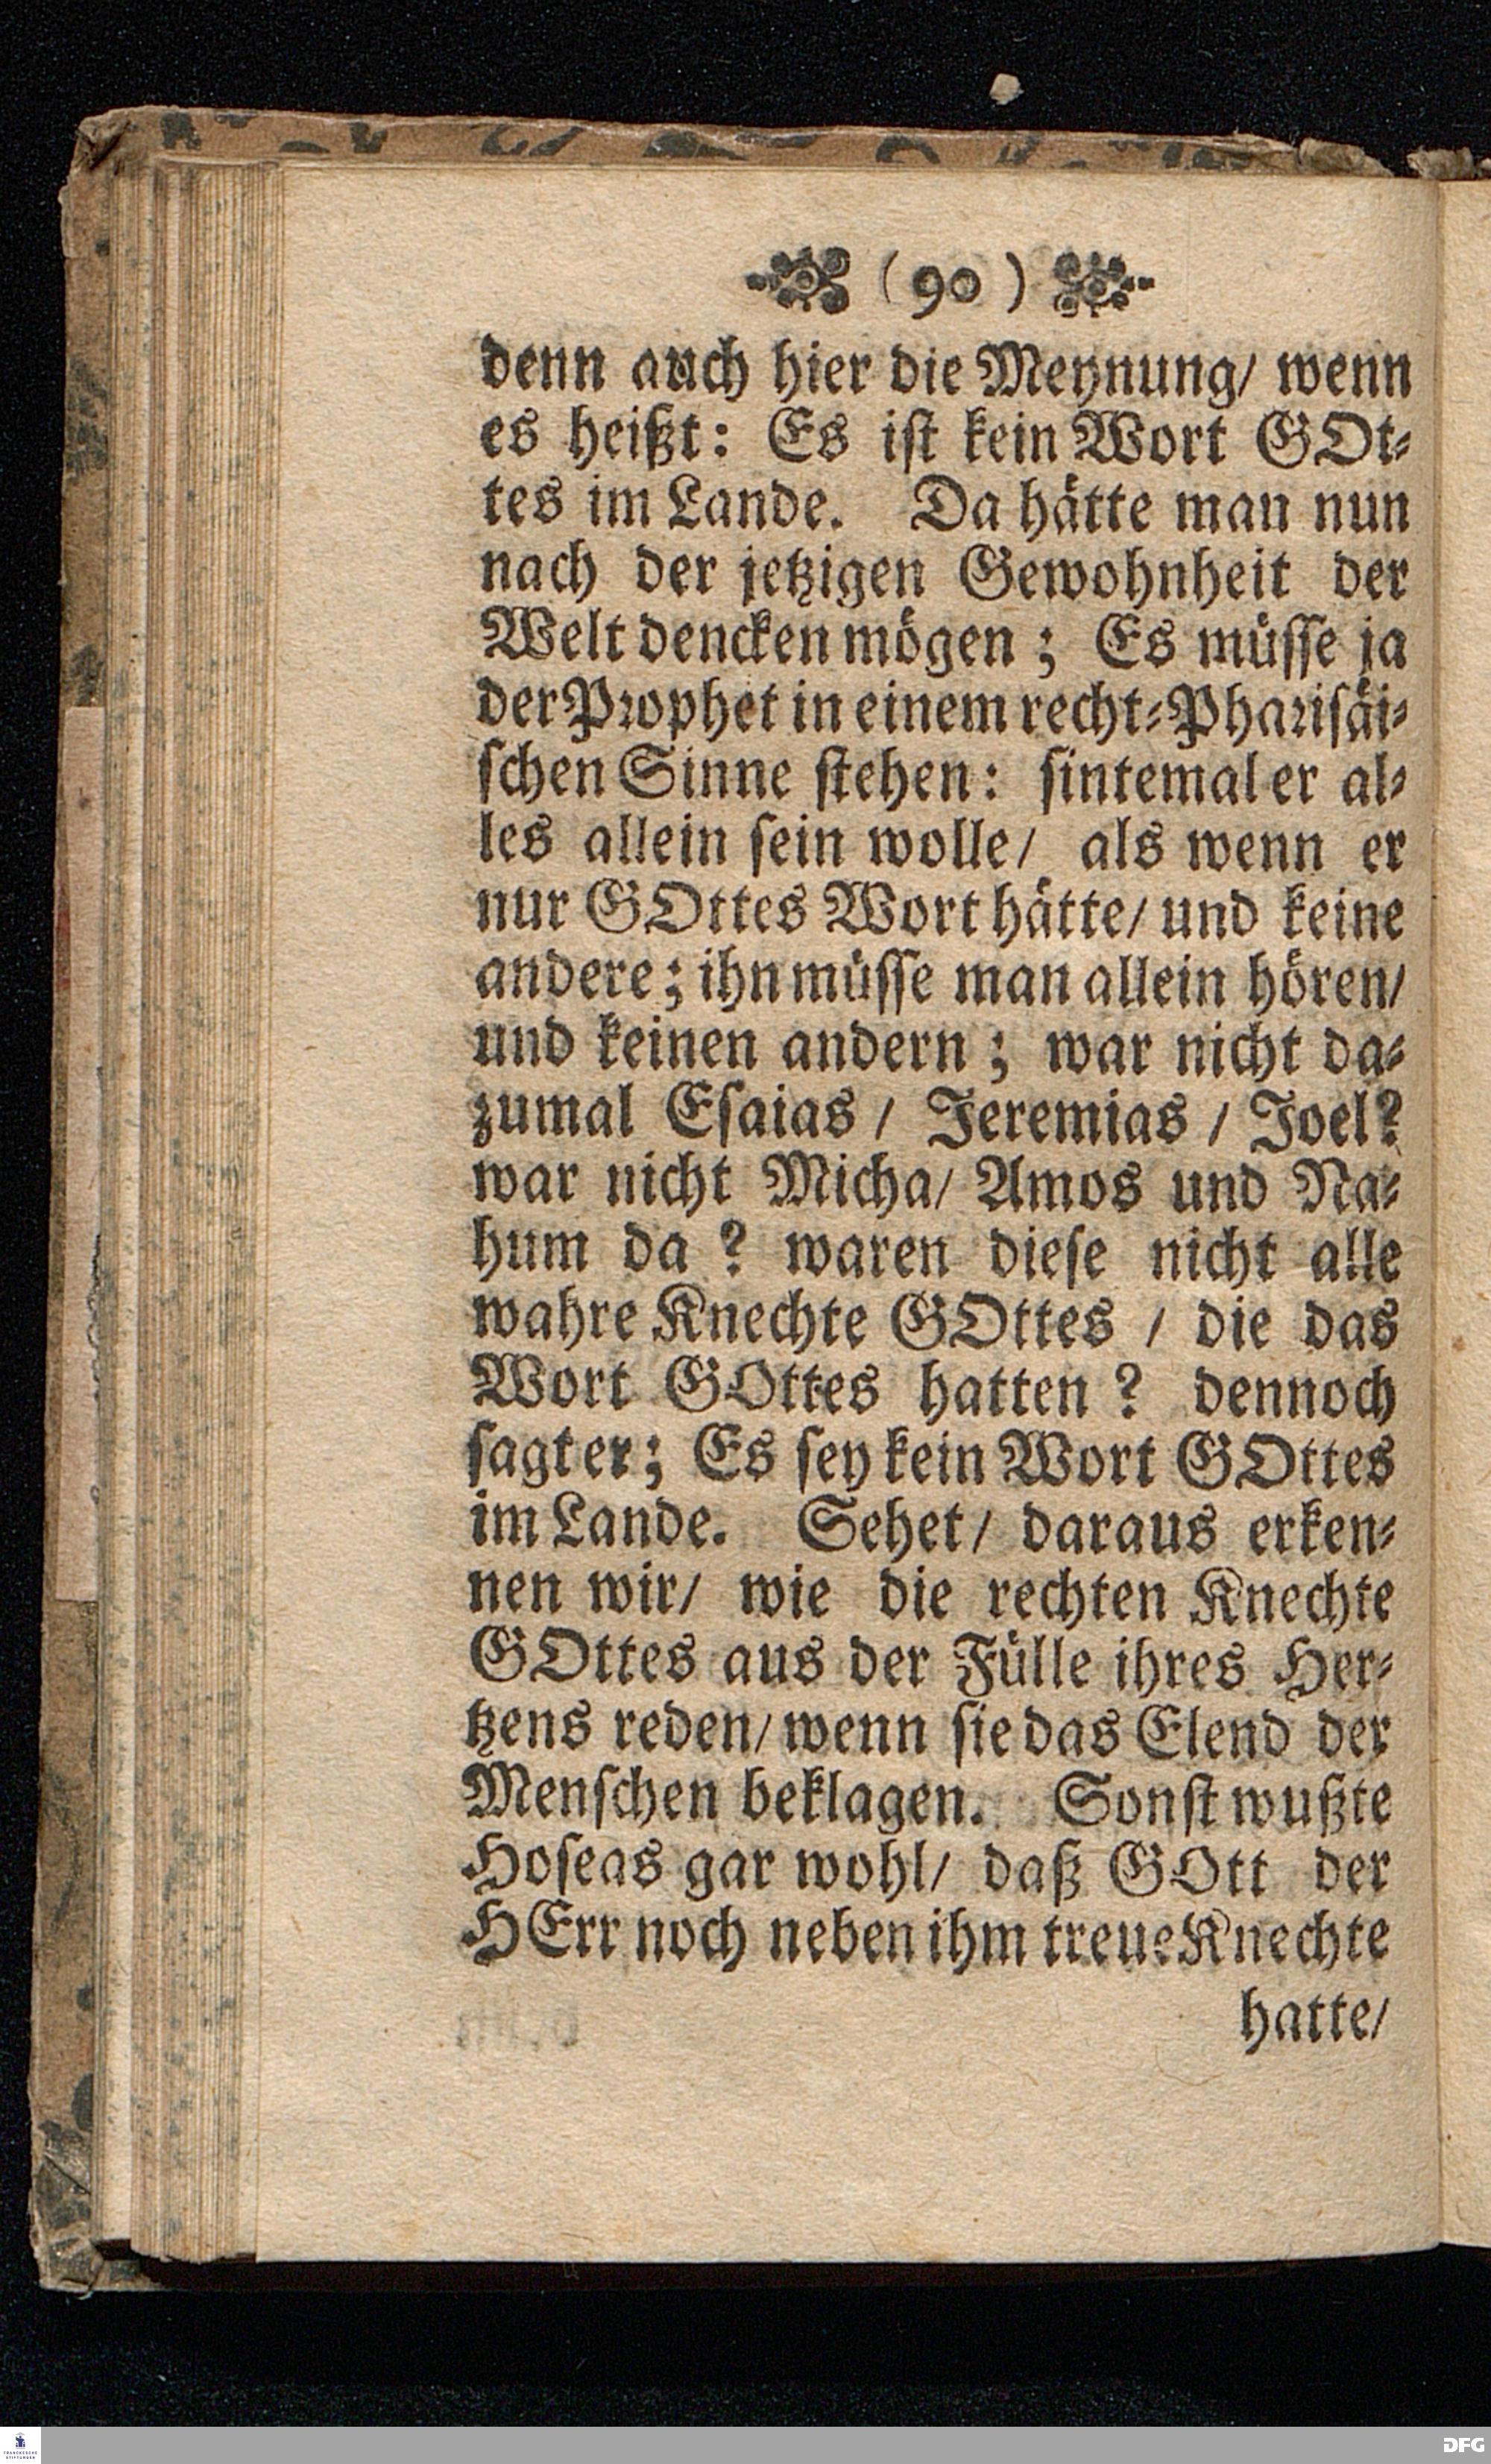 (90)
denn auch hier die Meynung/ wenn
es heißt: Es ist kein Wort GOt⸗
tes im Lande. Da hätte man nun
nach der jetzigen Gewohnheit der
Welt dencken mögen; Es müsse ja
der Prophet in einem recht⸗Pharisäi⸗
schen Sinne stehen: sintemal er al⸗
les allein sein wolle/ als wenn er
nur GOttes Wort hätte/ und keine
andere; ihn müsse man allein hören/
und keinen andern; war nicht da⸗
zumal Esaias / Jeremias / Joel?
war nicht Micha/ Amos und Na⸗
hum da ? waren diese nicht alle
wahre Knechte GOttes / die das
Wort GOttes hatten ? dennoch
sagt er; Es sey kein Wort GOttes
im Lande. Sehet/ daraus erken⸗
nen wir/ wie die rechten Knechte
GOttes aus der Fülle ihres Her⸗
tzens reden/ wenn sie das Elend der
Menschen beklagen. Sonst wußte
Hoseas gar wohl/ daß GOtt der
HErr noch neben ihm treue Knechte
hatte/
FRANCKESCHE
STIFTUNGEN
DFG